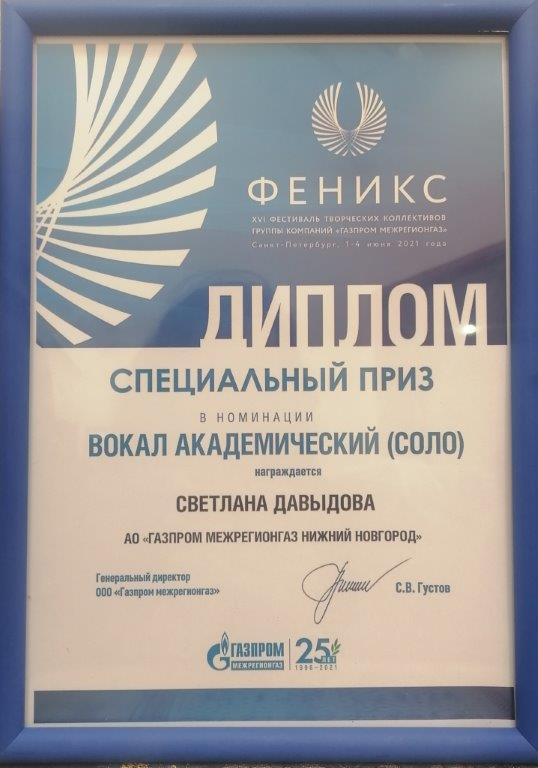 ФЕНИКС
XVI ФЕСТИВАЛЬ ТВОРЧЕСКИХ КОЛЛЕКТИВОВ
ГРУППЫ КОМПАНИЙ «ГАЗПРОМ МЕЖРЕГИОНГАЗ»
Санкт-Петербург, 1-4 июня 2021 года
ДИПЛОМ
СПЕЦИАЛЬНЫЙ ПРИЗ
В НОМИНАЦИИ
ВОКАЛ АКАДЕМИЧЕСКИЙ (СОЛО)
награждается
СВЕТЛАНА ДАВЫДОВА
АО «ГАЗПРОМ МЕЖРЕГИОНГАЗ НИЖНИЙ НОВГОРОД»
Генеральный директор
ООО «Газпром межрегионгаз»
С.В. Густов
ГАЗПРОМ
МЕЖРЕГИОНГАЗ
25 ЛЕТ
1996-2021